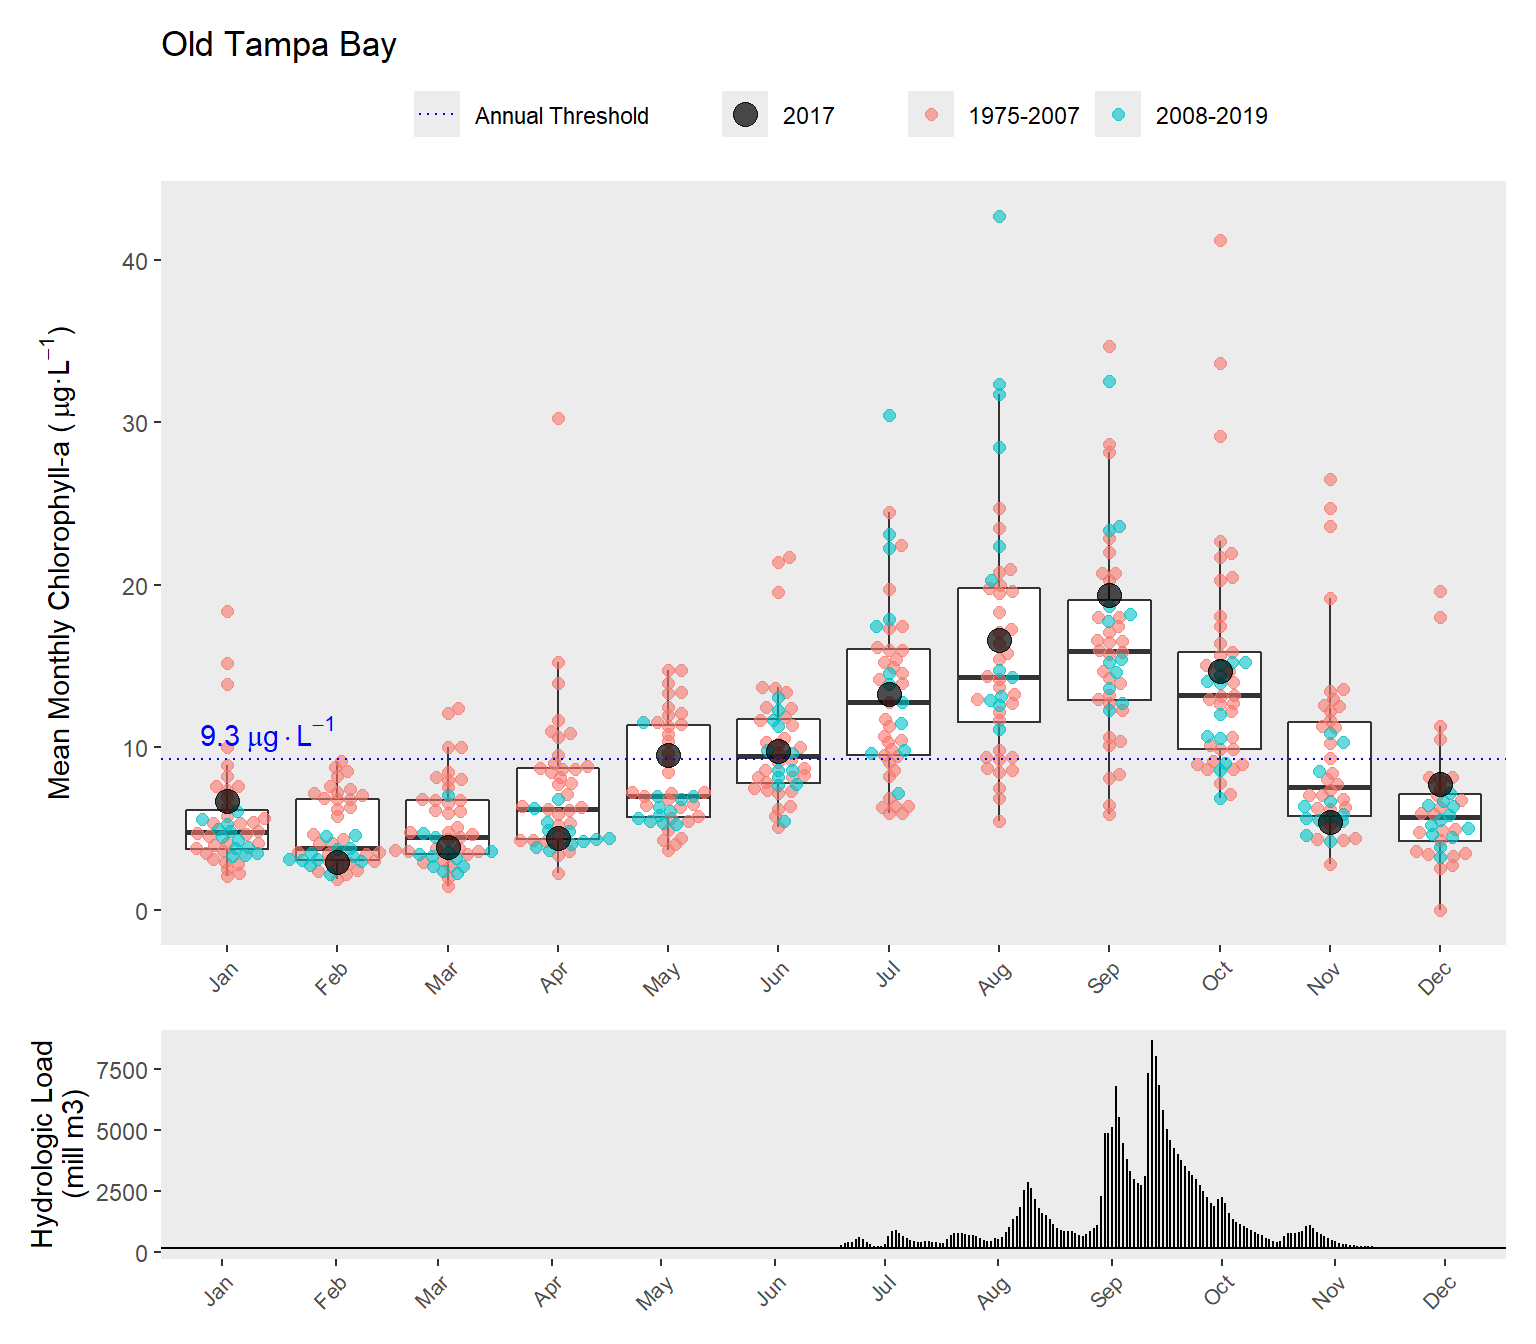 Old Tampa Bay
Annual Threshold 2017 1975-2007 2008-2019
Mean Monthly Chlorophyll-a ( μg·L⁻¹)
40
30
20
10
0
9.3 μg·L⁻¹
Jan Feb Mar Apr May Jun Jul Aug Sep Oct Nov Dec
Hydrologic Load
(mill m3)
7500
5000
2500
0
Jan Feb Mar Apr May Jun Jul Aug Sep Oct Nov Dec